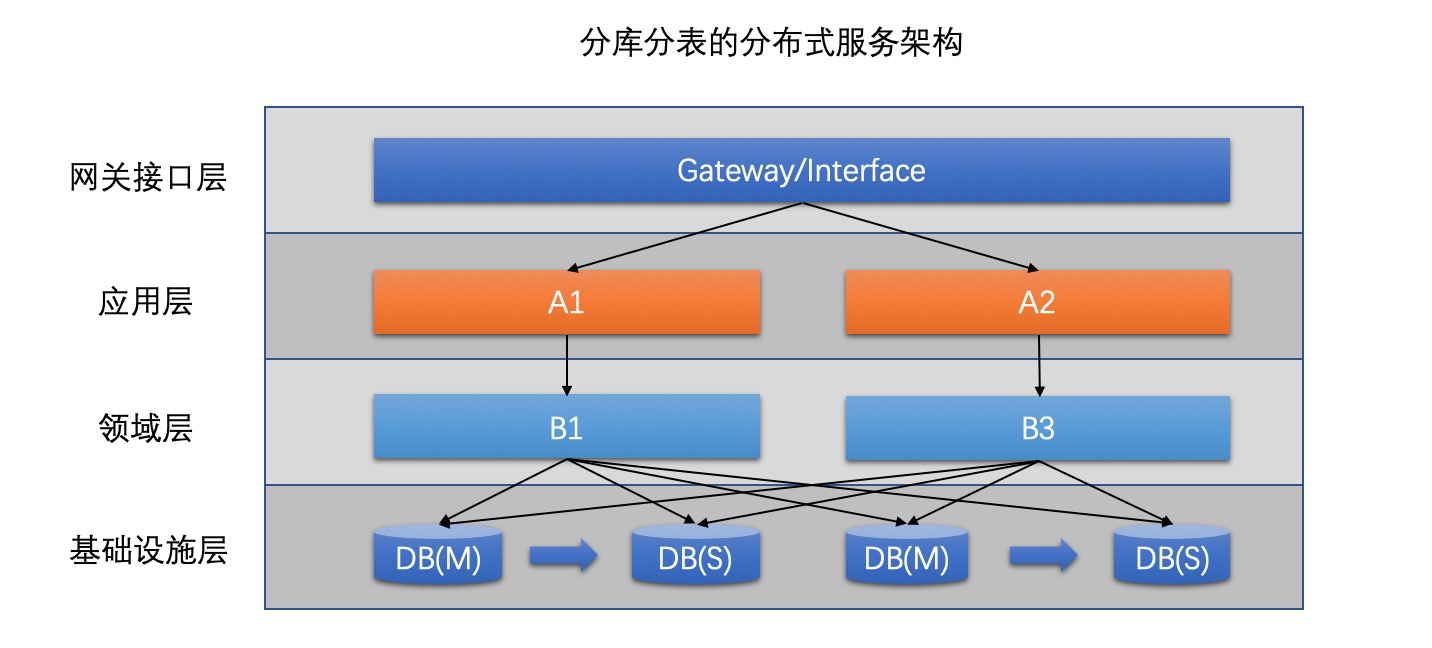 分库分表的分布式服务架构
网关接口层
Gateway/Interface
应用层
A1
A2
领域层
B1
B3
基础设施层
DB(M)
DB(S)
DB(M)
DB(S)